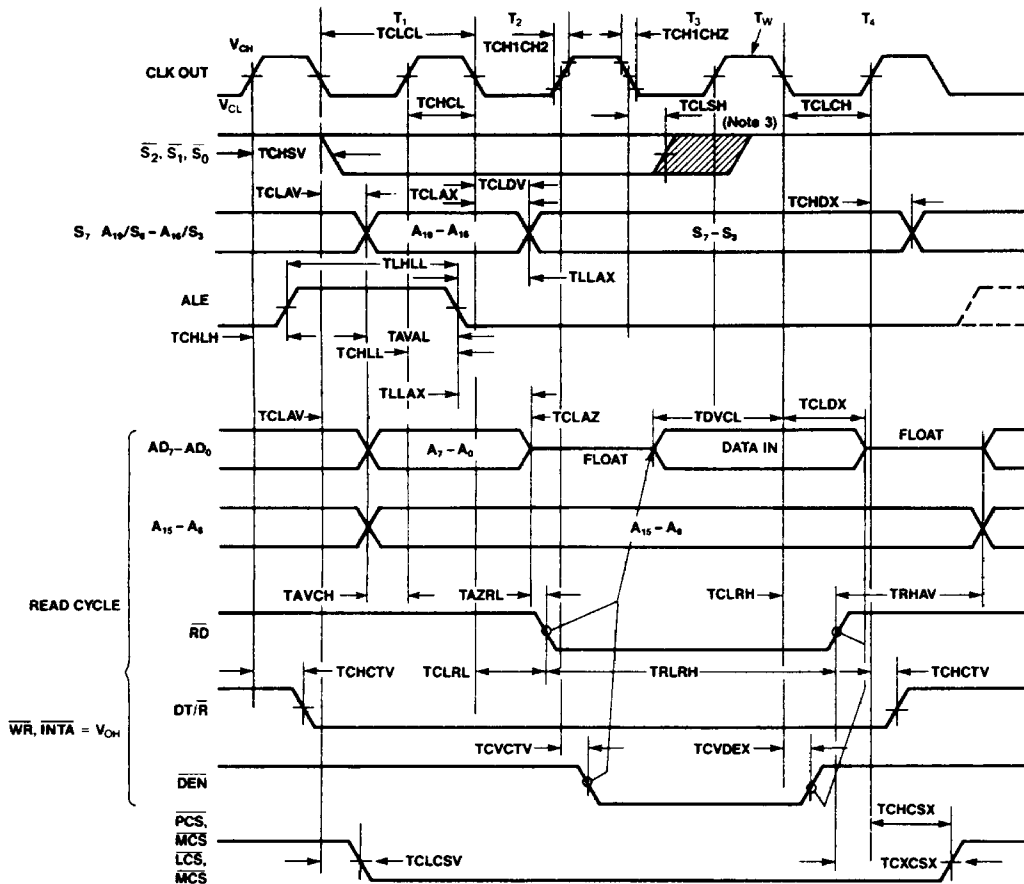 T1 T2 T3 TW T4
TCLCL
TCH1CH2 TCH1CHZ
VCH
CLK OUT
VCL
TCHCL TCLSH TCLCH
(Note 3)
S2, S1, S0
TCHSV
TCLAV TCLAX TCLDV TCHDX
S7 A19/S6 – A16/S3 A19 – A16 S7 – S3
TLHLL TLLAX
ALE
TCHLH TAVAL
TCHLL
TLLAX
TCLAV TCLAZ TDVCL TCLDX
AD7–AD0 A7 – A0 FLOAT DATA IN FLOAT
A15 – A8 A15 – A8
READ CYCLE
TAVCH TAZRL TCLRH TRHAV
RD
TCHCTV TCLRL TRLRH TCHCTV
DT/R
WR, INTA = VOH
TCVCTV TCVDEX
DEN
TCHCSX
PCS,
MCS
LCS,
MCS
TCLCSV TCXCSX